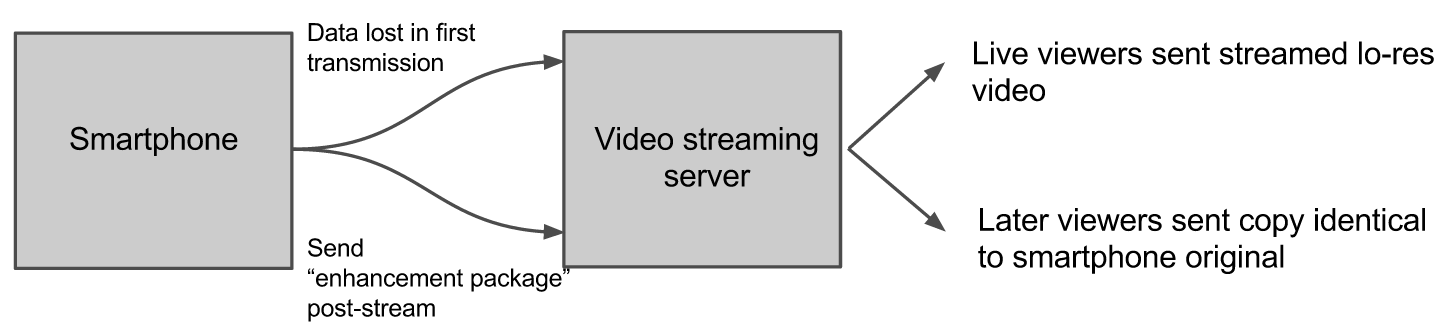 Data lost in first
transmission
Smartphone
Send
“enhancement package”
post-stream
Video streaming
server
Live viewers sent streamed lo-res
video
Later viewers sent copy identical
to smartphone original